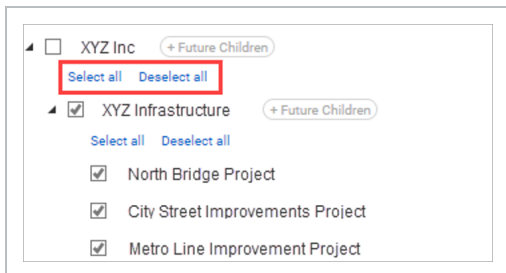 XYZ Inc (+ Future Children)
Select all Deselect all
XYZ Infrastructure (+ Future Children)
Select all Deselect all
North Bridge Project
City Street Improvements Project
Metro Line Improvement Project